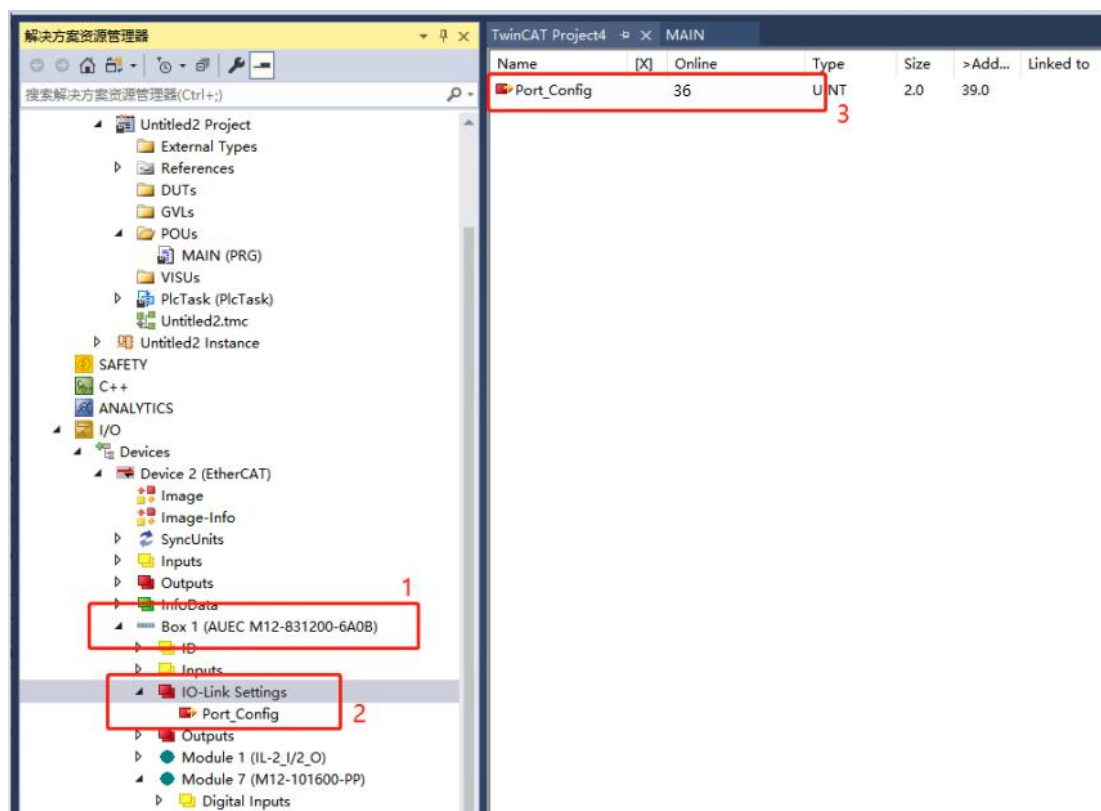 解决方案资源管理器
搜索解决方案资源管理器(Ctrl+;)
Untitled2 Project
External Types
References
DUTs
GVLs
POUs
MAIN (PRG)
VISUs
PlcTask (PlcTask)
Untitled2.tmc
Untitled2 Instance
SAFETY
C++
ANALYTICS
I/O
Devices
Device 2 (EtherCAT)
Image
Image-Info
SyncUnits
Inputs
Outputs
InfoData
1
Box 1 (AUEC M12-831200-6A0B)
ID
Inputs
IO-Link Settings
Port_Config
2
Outputs
Module 1 (IL-2_I/2_O)
Module 7 (M12-101600-PP)
Digital Inputs
TwinCAT Project4 MAIN
Name [X] Online Type Size >Add... Linked to
Port_Config 36 UINT 2.0 39.0
3